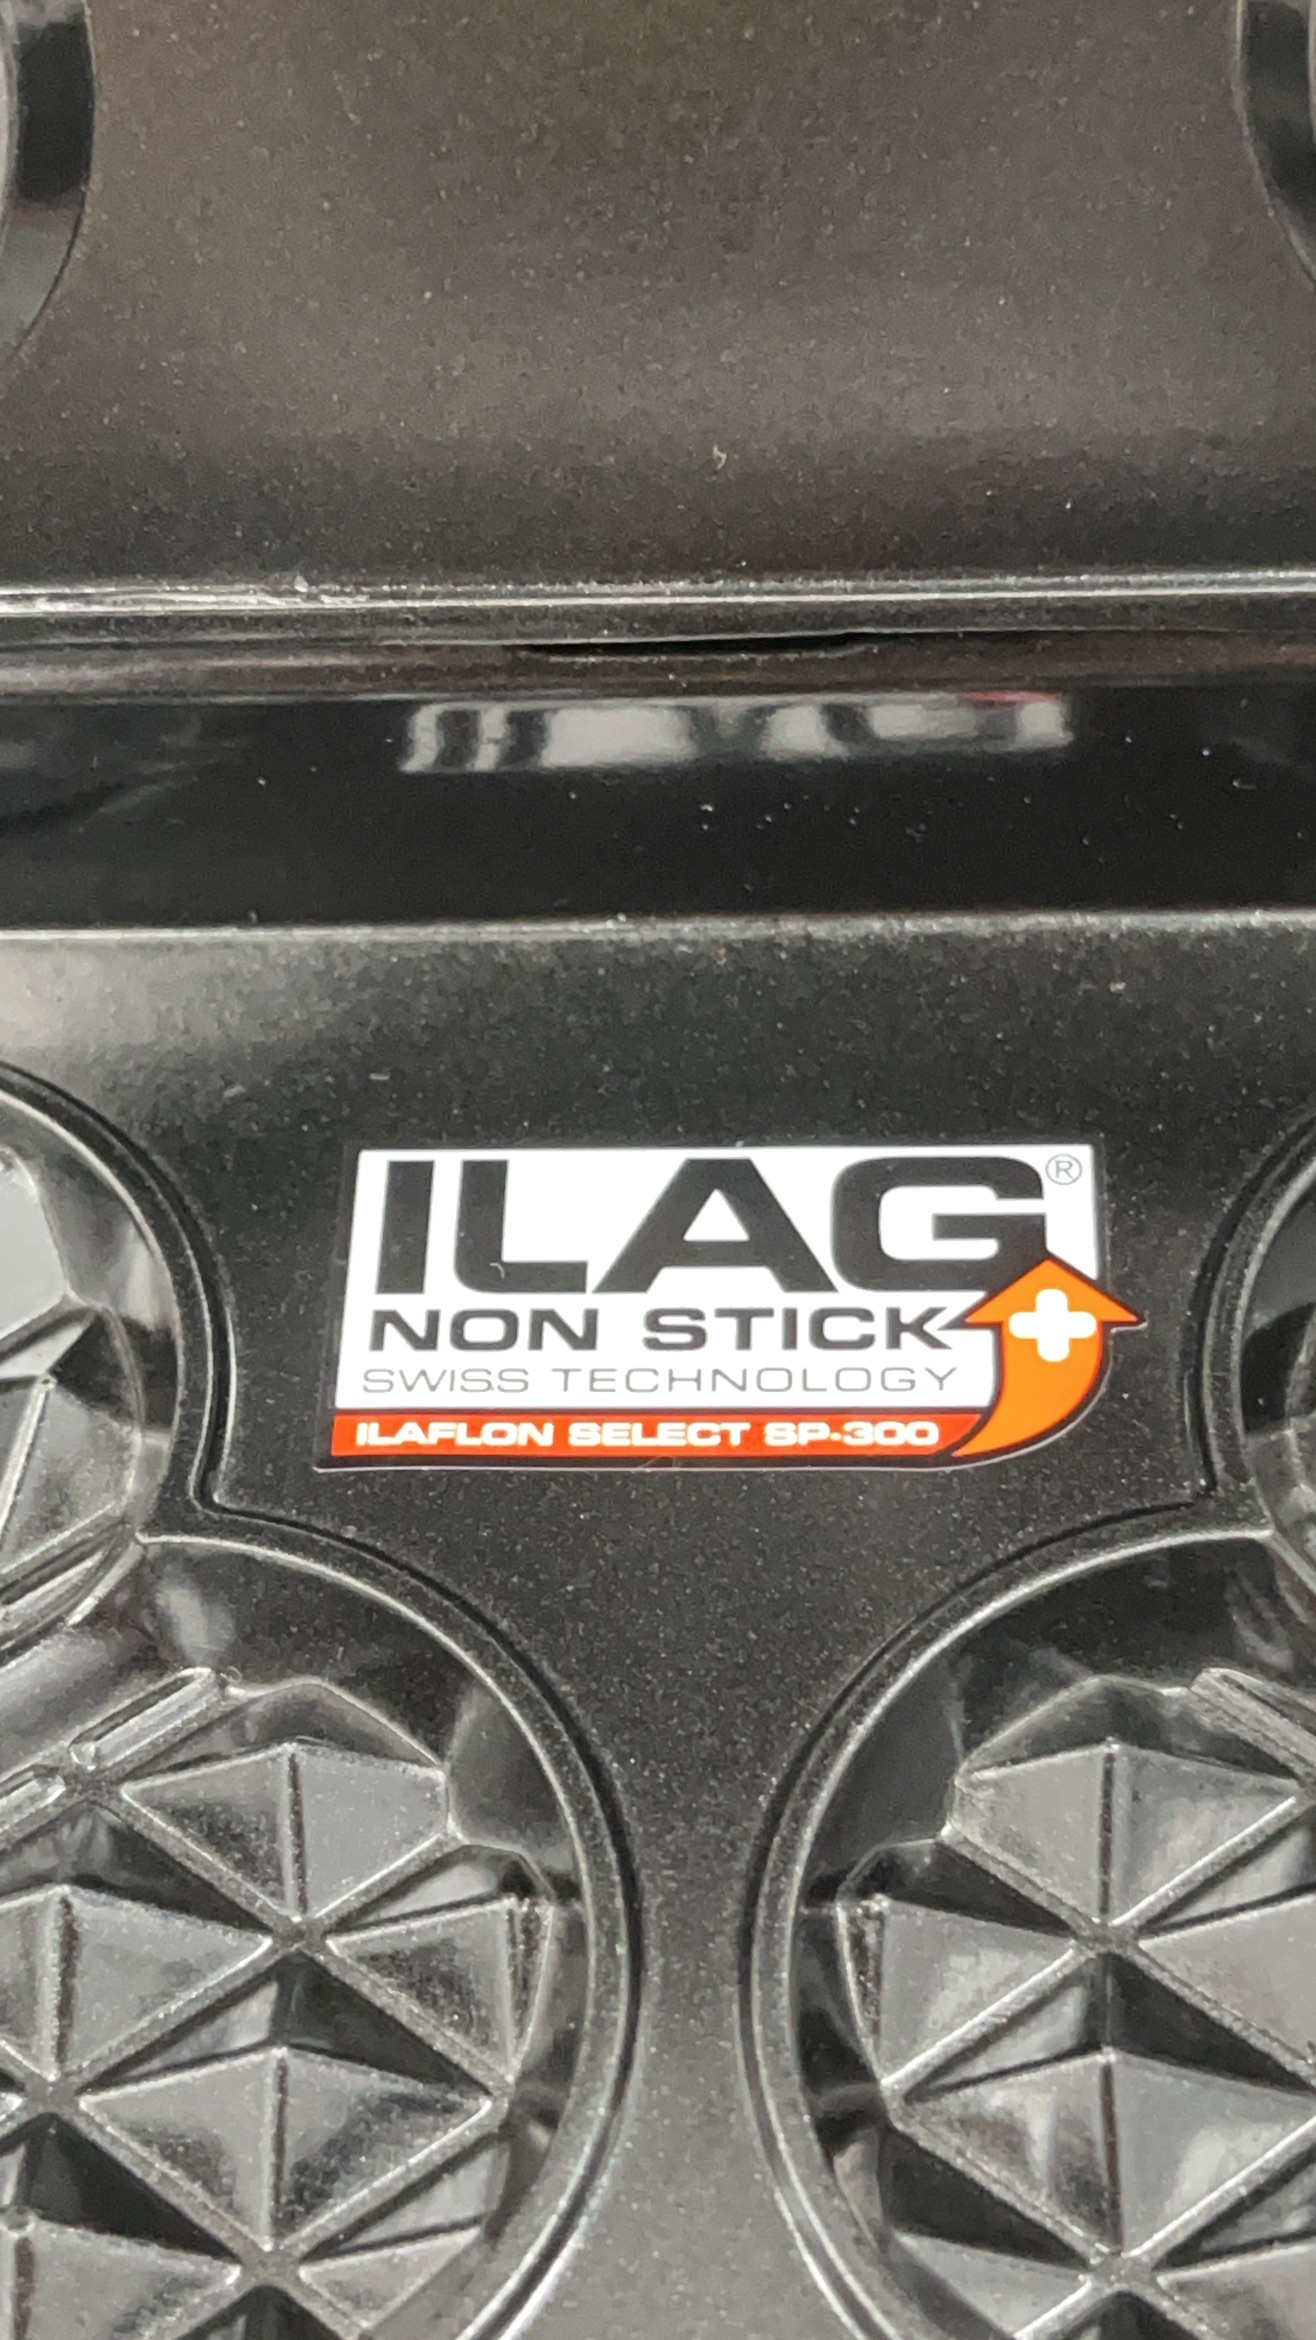 ILAG®
NON STICK
SWISS TECHNOLOGY
ILAFLON SELECT SP-300